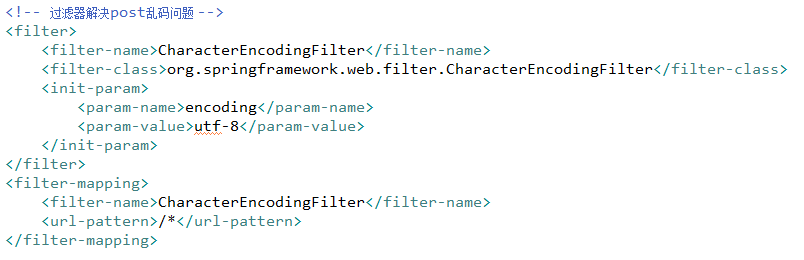 <!-- 过滤器解决post乱码问题 -->
<filter>
    <filter-name>CharacterEncodingFilter</filter-name>
    <filter-class>org.springframework.web.filter.CharacterEncodingFilter</filter-class>
    <init-param>
        <param-name>encoding</param-name>
        <param-value>utf-8</param-value>
    </init-param>
</filter>
<filter-mapping>
    <filter-name>CharacterEncodingFilter</filter-name>
    <url-pattern>/*</url-pattern>
</filter-mapping>